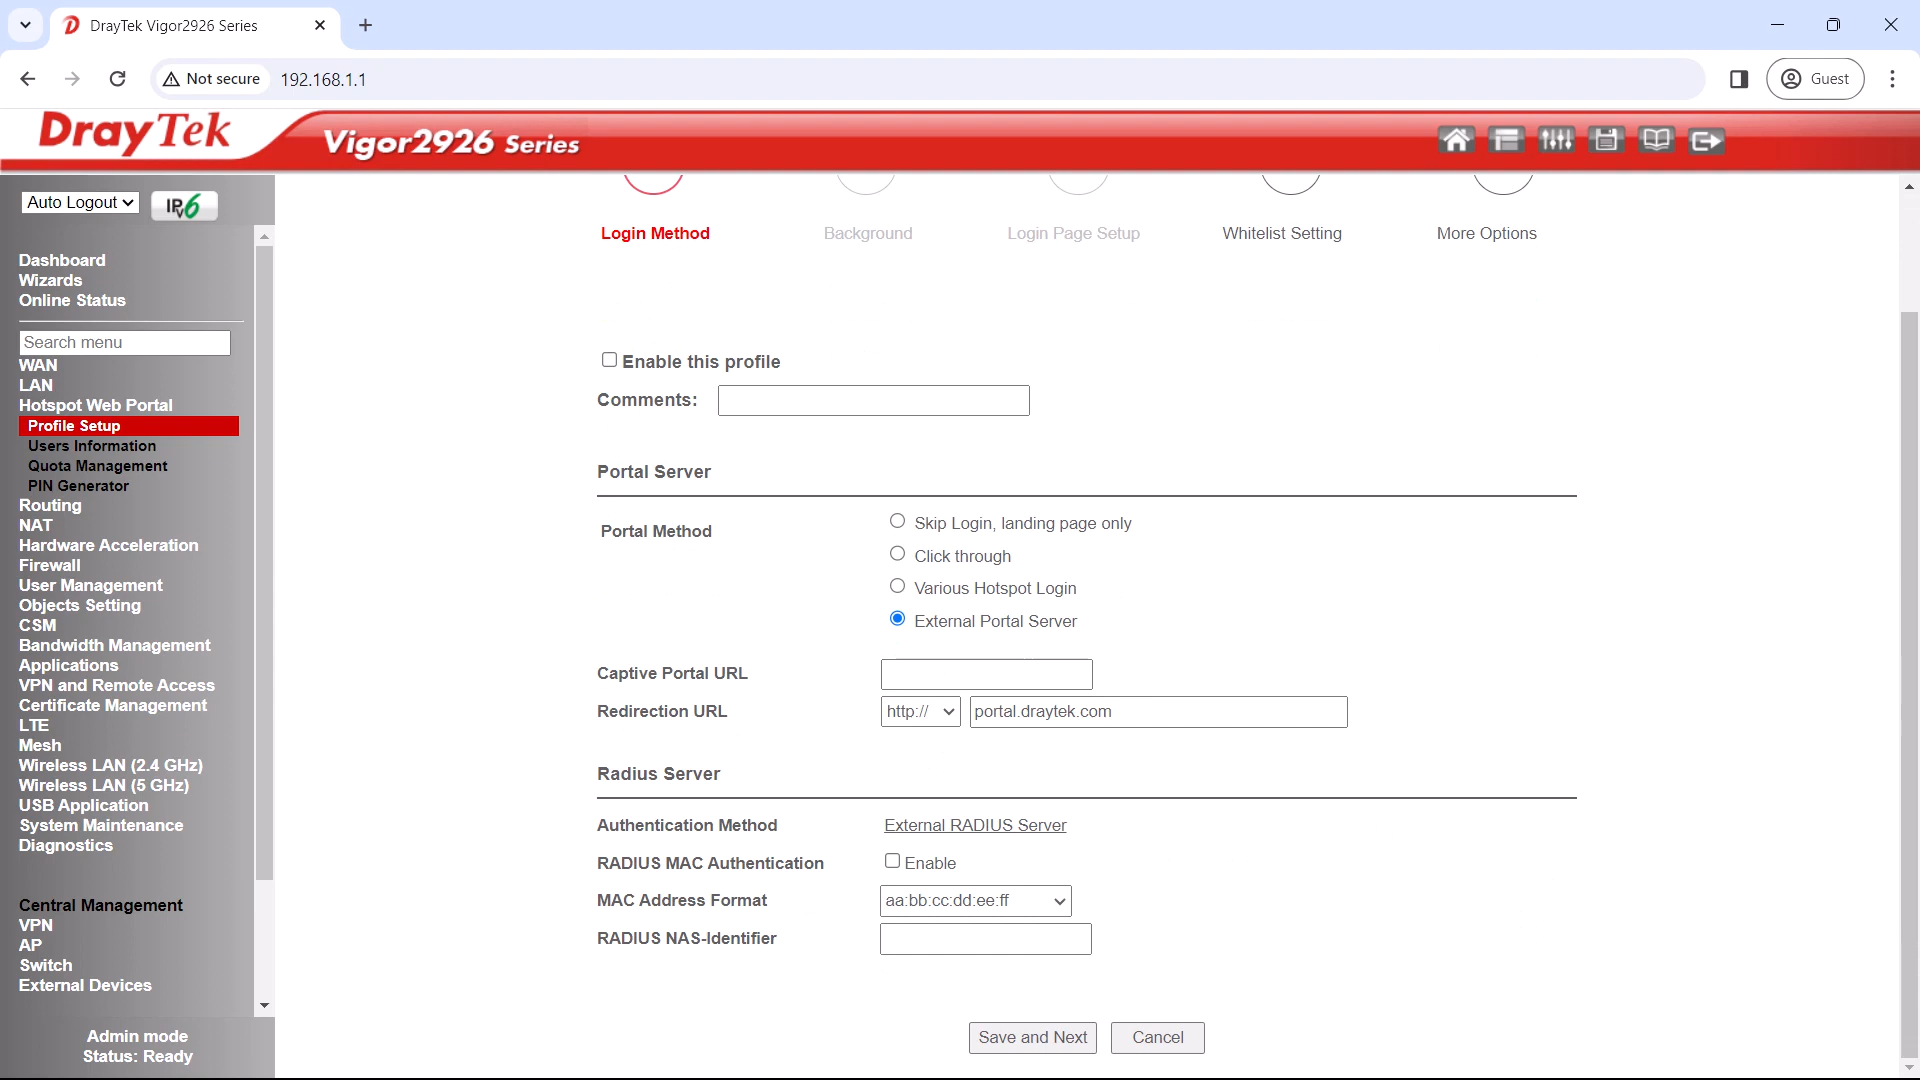 DrayTek Vigor2926 Series
Not secure
192.168.1.1
Guest
DrayTek
Vigor2926 Series
Auto Logout
IPv6
Dashboard
Wizards
Online Status
Search menu
WAN
LAN
Hotspot Web Portal
Profile Setup
Users Information
Quota Management
PIN Generator
Routing
NAT
Hardware Acceleration
Firewall
User Management
Objects Setting
CSM
Bandwidth Management
Applications
VPN and Remote Access
Certificate Management
LTE
Mesh
Wireless LAN (2.4 GHz)
Wireless LAN (5 GHz)
USB Application
System Maintenance
Diagnostics
Central Management
VPN
AP
Switch
External Devices
Admin mode
Status: Ready
Login Method
Background
Login Page Setup
Whitelist Setting
More Options
Enable this profile
Comments:
Portal Server
Portal Method
Skip Login, landing page only
Click through
Various Hotspot Login
External Portal Server
Captive Portal URL
Redirection URL
http://
portal.draytek.com
Radius Server
Authentication Method
External RADIUS Server
RADIUS MAC Authentication
Enable
MAC Address Format
aa:bb:cc:dd:ee:ff
RADIUS NAS-Identifier
Save and Next
Cancel